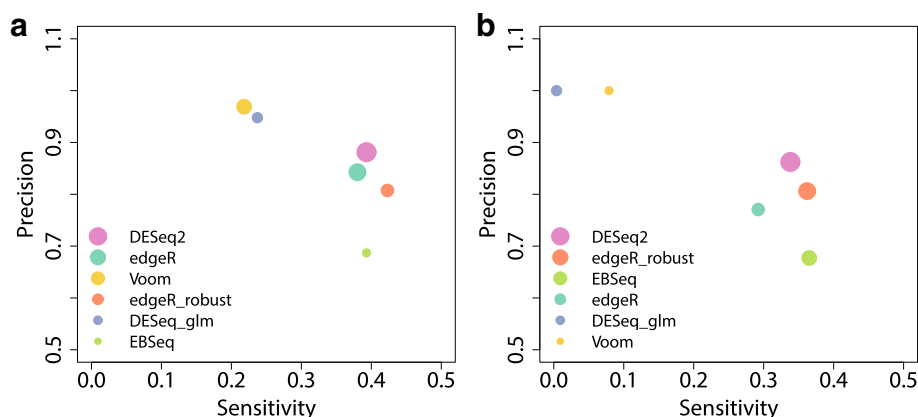 a
1.1
0.9
0.7
0.5
Precision
DESeq2
edgeR
Voom
edgeR_robust
DESeq_glm
EBSeq
0.0 0.1 0.2 0.3 0.4 0.5
Sensitivity
b
1.1
0.9
0.7
0.5
Precision
DESeq2
edgeR_robust
EBSeq
edgeR
DESeq_glm
Voom
0.0 0.1 0.2 0.3 0.4 0.5
Sensitivity